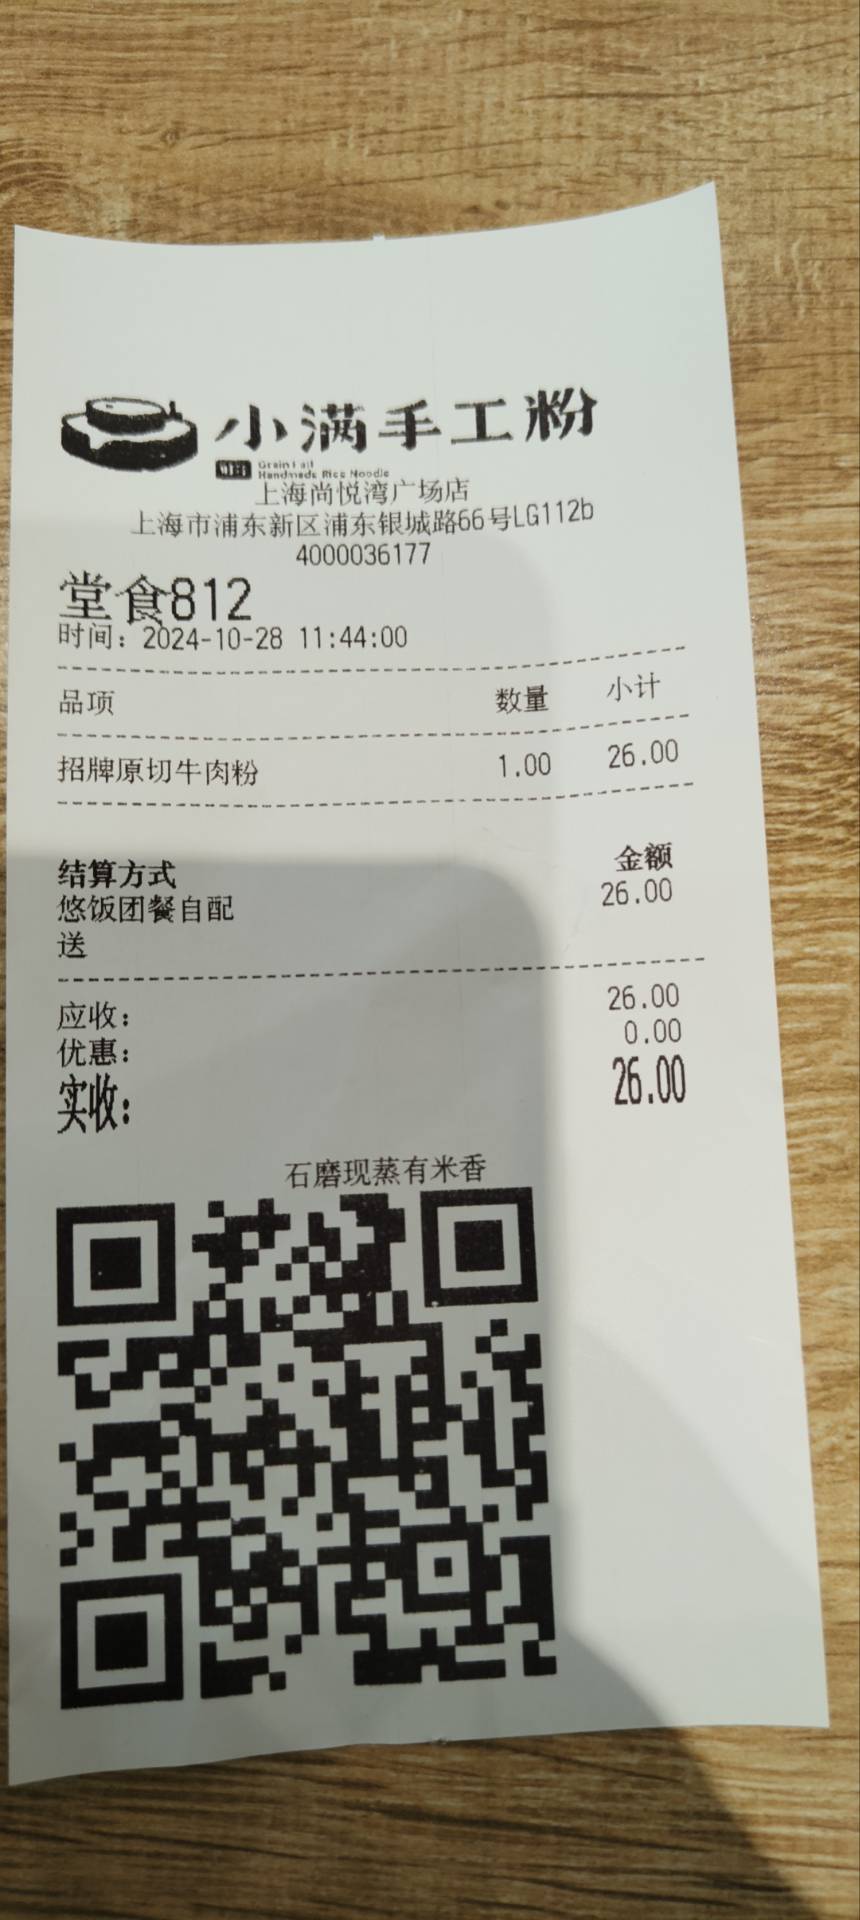 小满手工粉
Grain Full
Handmade Rice Noodle
上海尚悦湾广场店
上海市浦东新区浦东银城路66号LG112b
4000036177
堂食812
时间：2024-10-28 11:44:00
品项 数量 小计
招牌原切牛肉粉 1.00 26.00
结算方式 金额
悠饭团餐自配 26.00
送
应收： 26.00
优惠： 0.00
实收： 26.00
石磨现蒸有米香